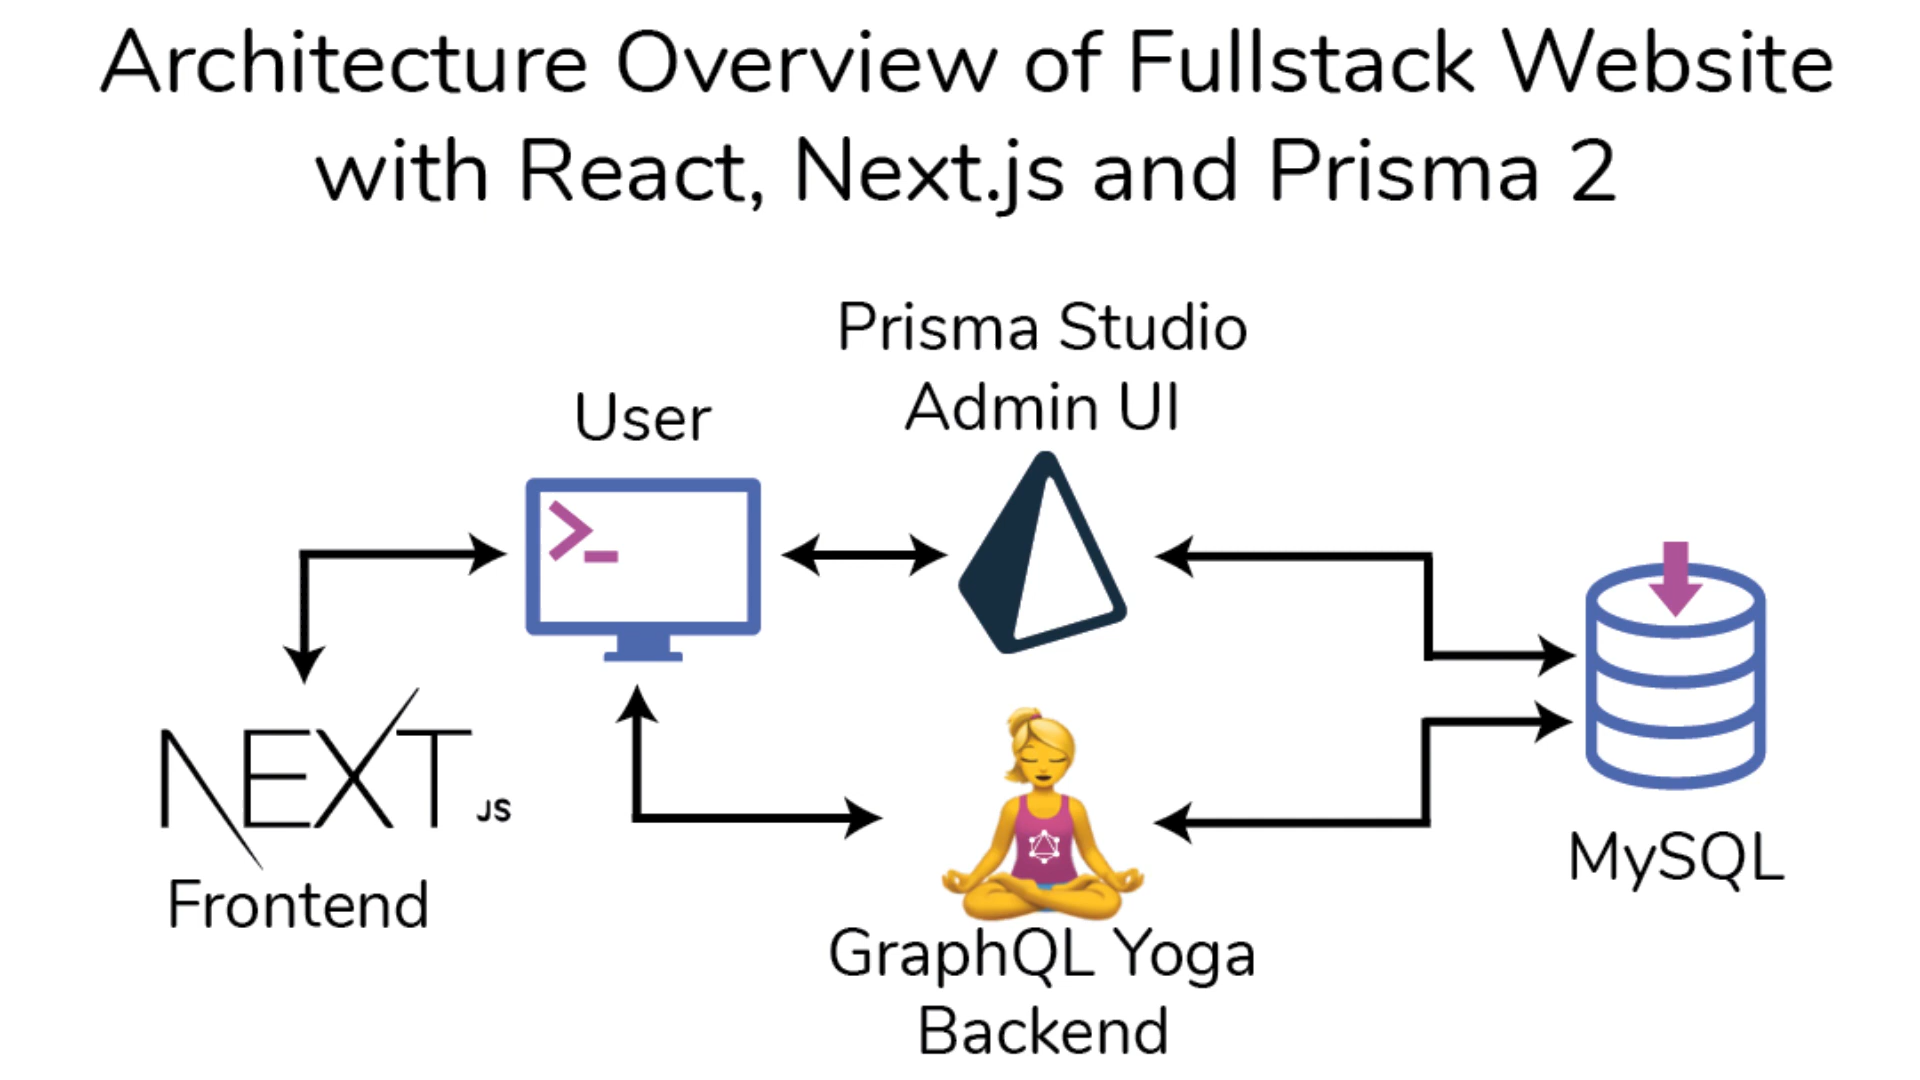 Architecture Overview of Fullstack Website
with React, Next.js and Prisma 2
Prisma Studio
Admin UI
User
>_
NEXT.JS
Frontend
MySQL
GraphQL Yoga
Backend